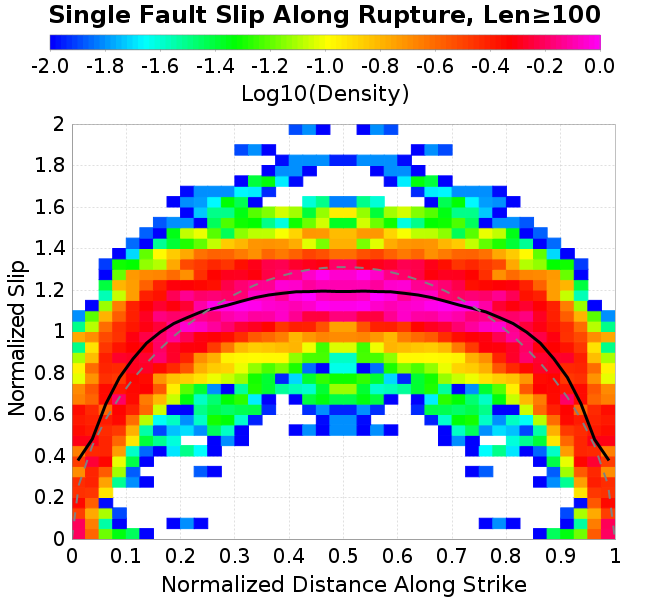 Single Fault Slip Along Rupture, Len≥100
-2.0 -1.8 -1.6 -1.4 -1.2 -1.0 -0.8 -0.6 -0.4 -0.2 0.0
Log10(Density)
2
1.8
1.6
1.4
1.2
1
0.8
0.6
0.4
0.2
0
Normalized Slip
0 0.1 0.2 0.3 0.4 0.5 0.6 0.7 0.8 0.9 1
Normalized Distance Along Strike